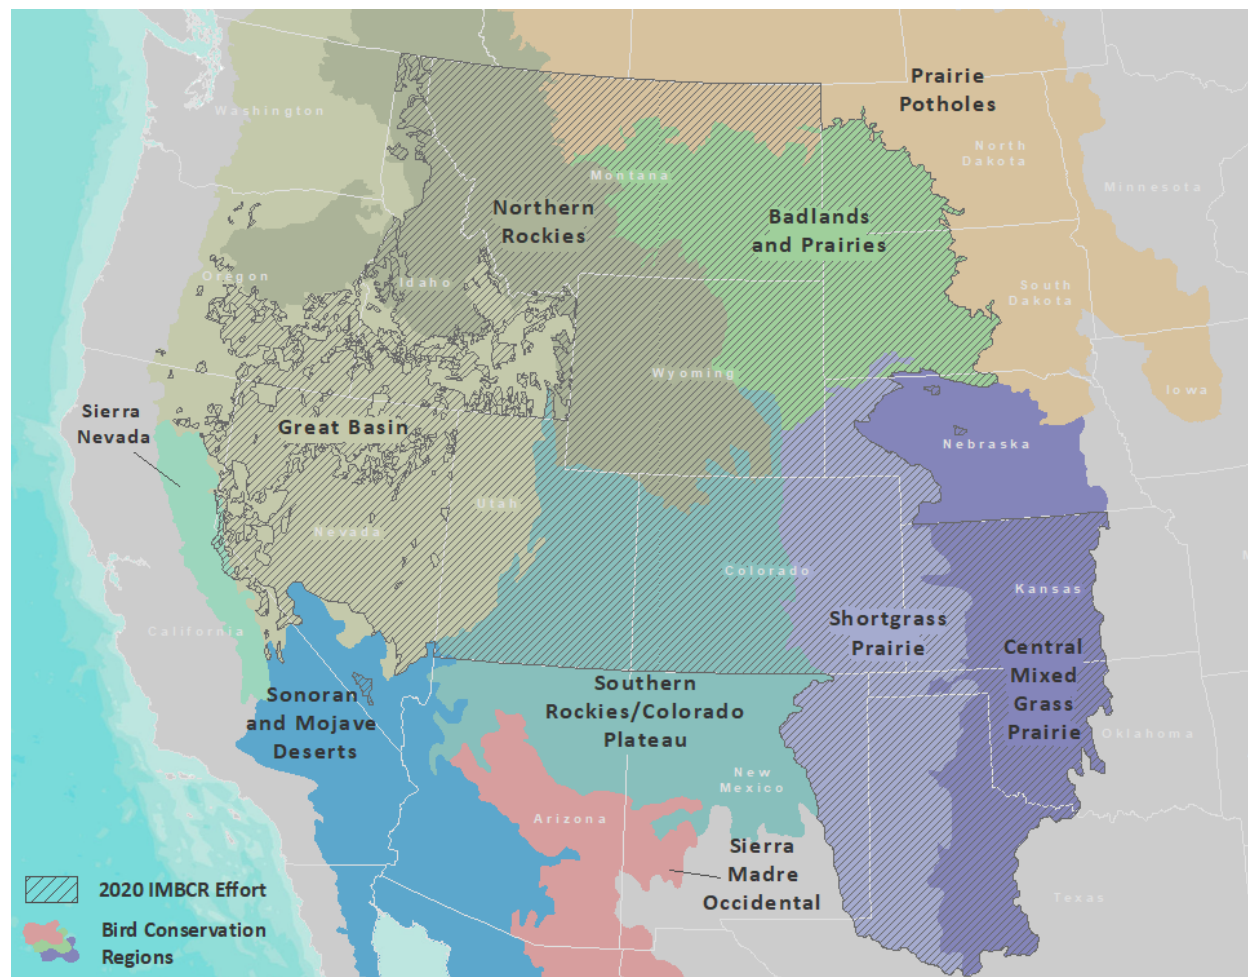 Washington
Prairie
Potholes
North
Dakota
Minnesota
Montana
Northern
Rockies
Badlands
and Prairies
Oregon
Idaho
South
Dakota
Wyoming
Iowa
Sierra
Nevada
Great Basin
Nebraska
Utah
Nevada
Colorado
Kansas
California
Shortgrass
Prairie
Central
Mixed
Grass
Prairie
Sonoran
and Mojave
Deserts
Southern
Rockies/Colorado
Plateau
Oklahoma
New
Mexico
Arizona
Sierra
Madre
Occidental
Texas
2020 IMBCR Effort
Bird Conservation
Regions